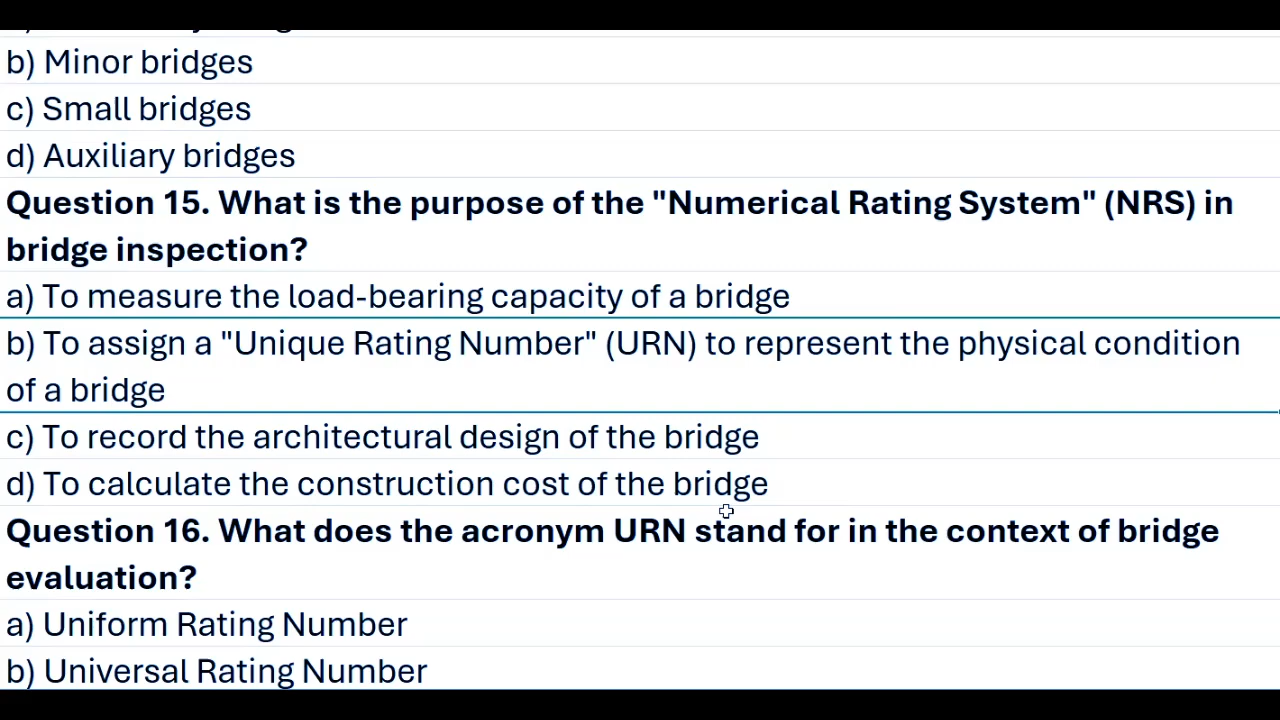 b) Minor bridges
c) Small bridges
d) Auxiliary bridges
Question 15. What is the purpose of the "Numerical Rating System" (NRS) in
bridge inspection?
a) To measure the load-bearing capacity of a bridge
b) To assign a "Unique Rating Number" (URN) to represent the physical condition
of a bridge
c) To record the architectural design of the bridge
d) To calculate the construction cost of the bridge
Question 16. What does the acronym URN stand for in the context of bridge
evaluation?
a) Uniform Rating Number
b) Universal Rating Number